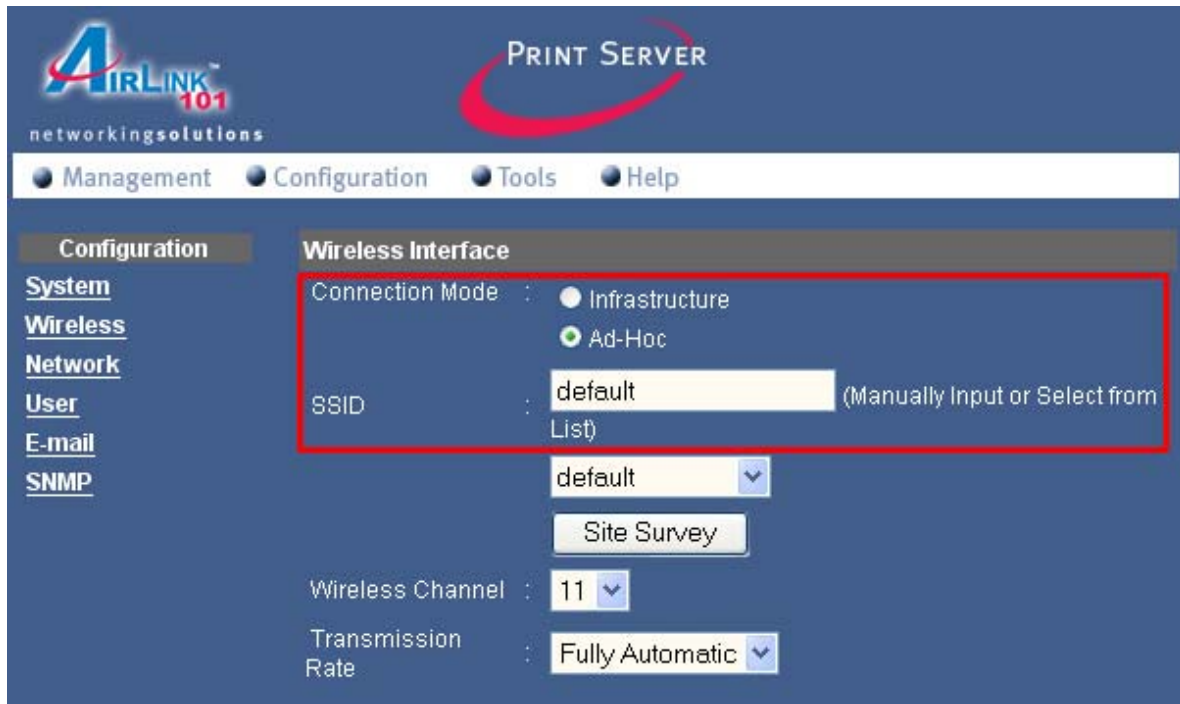 AIRLINK™
101
networkingsolutions
PRINT SERVER
Management Configuration Tools Help
Configuration
System
Wireless
Network
User
E-mail
SNMP
Wireless Interface
Connection Mode : Infrastructure
Ad-Hoc
SSID : default (Manually Input or Select from
List)
default
Site Survey
Wireless Channel : 11
Transmission
Rate : Fully Automatic